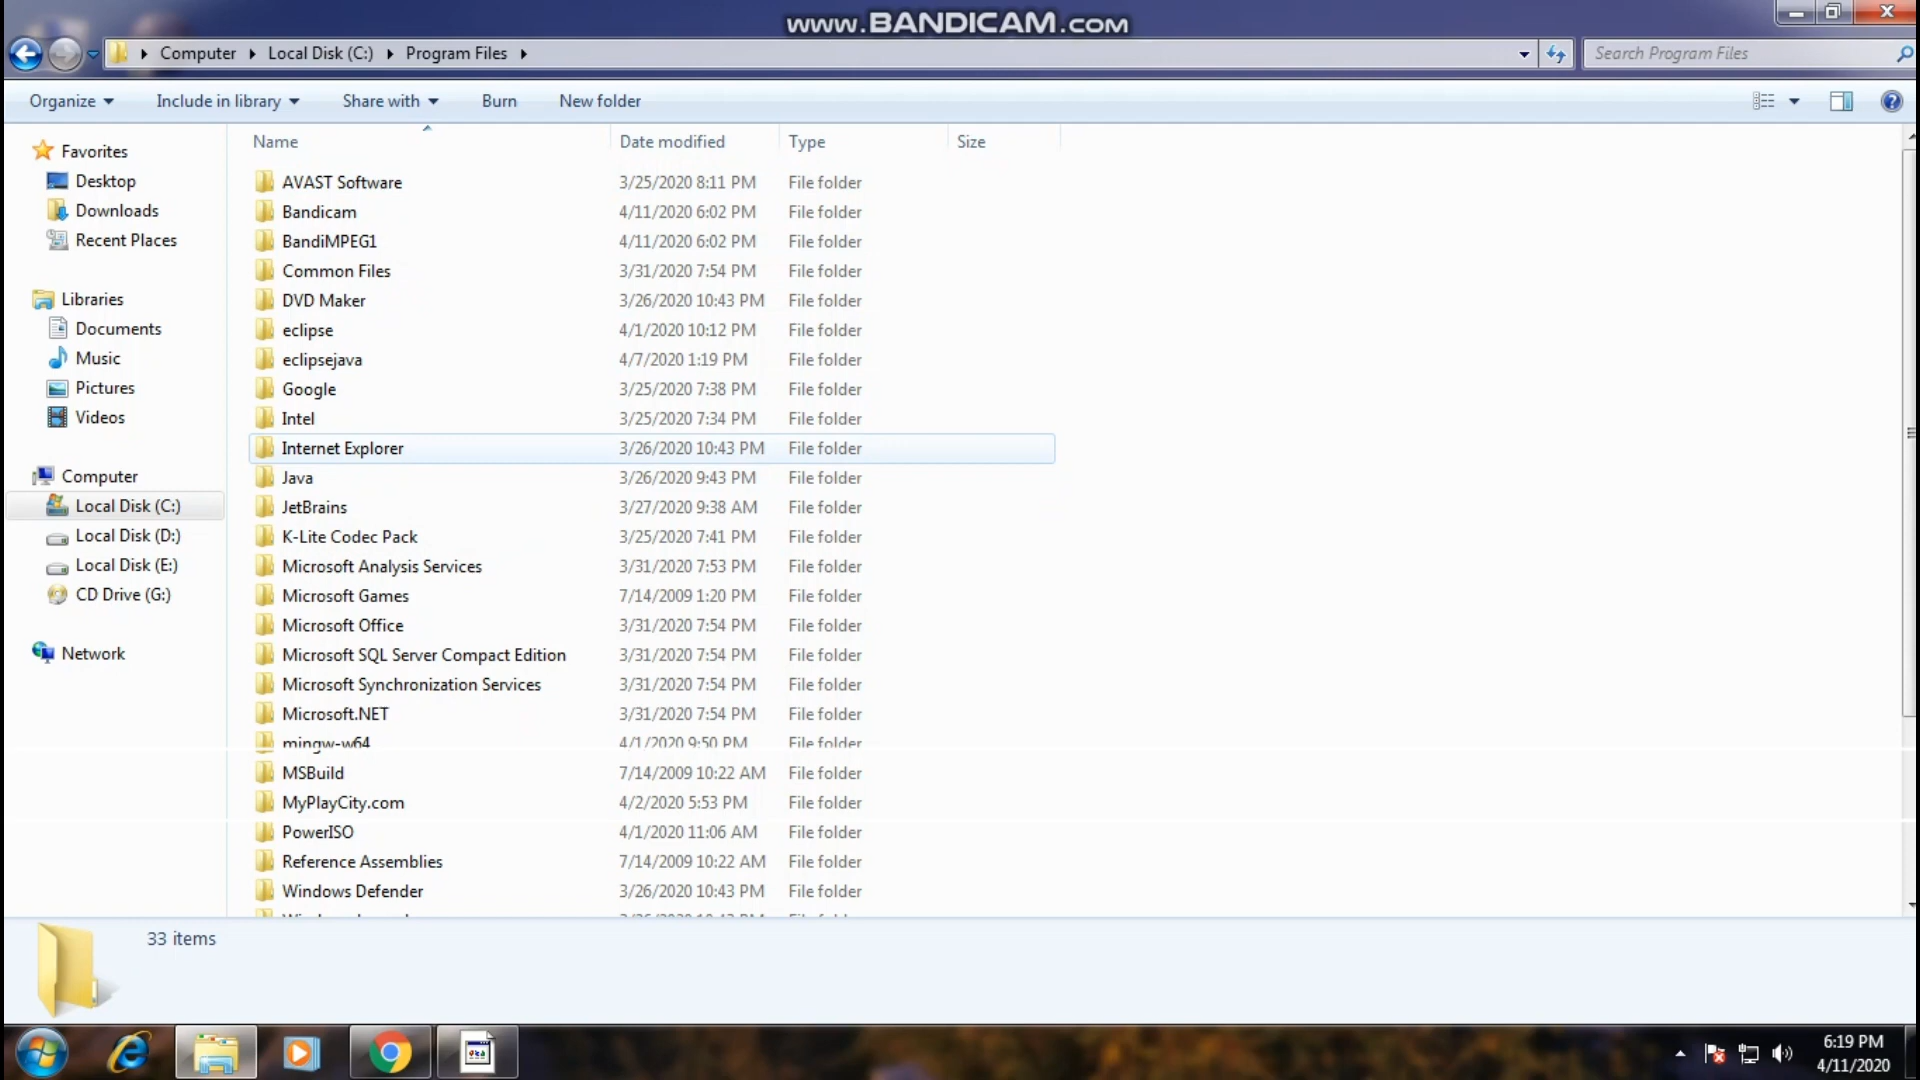 www.BANDICAM.com
Computer Local Disk (C:) Program Files
Search Program Files
Organize Include in library Share with Burn New folder
Name Date modified Type Size
Favorites
Desktop
Downloads
Recent Places
Libraries
Documents
Music
Pictures
Videos
Computer
Local Disk (C:)
Local Disk (D:)
Local Disk (E:)
CD Drive (G:)
Network
AVAST Software 3/25/2020 8:11 PM File folder
Bandicam 4/11/2020 6:02 PM File folder
BandiMPEG1 4/11/2020 6:02 PM File folder
Common Files 3/31/2020 7:54 PM File folder
DVD Maker 3/26/2020 10:43 PM File folder
eclipse 4/1/2020 10:12 PM File folder
eclipsejava 4/7/2020 1:19 PM File folder
Google 3/25/2020 7:38 PM File folder
Intel 3/25/2020 7:34 PM File folder
Internet Explorer 3/26/2020 10:43 PM File folder
Java 3/26/2020 9:43 PM File folder
JetBrains 3/27/2020 9:38 AM File folder
K-Lite Codec Pack 3/25/2020 7:41 PM File folder
Microsoft Analysis Services 3/31/2020 7:53 PM File folder
Microsoft Games 7/14/2009 1:20 PM File folder
Microsoft Office 3/31/2020 7:54 PM File folder
Microsoft SQL Server Compact Edition 3/31/2020 7:54 PM File folder
Microsoft Synchronization Services 3/31/2020 7:54 PM File folder
Microsoft.NET 3/31/2020 7:54 PM File folder
mingw-w64 4/1/2020 9:50 PM File folder
MSBuild 7/14/2009 10:22 AM File folder
MyPlayCity.com 4/2/2020 5:53 PM File folder
PowerISO 4/1/2020 11:06 AM File folder
Reference Assemblies 7/14/2009 10:22 AM File folder
Windows Defender 3/26/2020 10:43 PM File folder
33 items
6:19 PM
4/11/2020